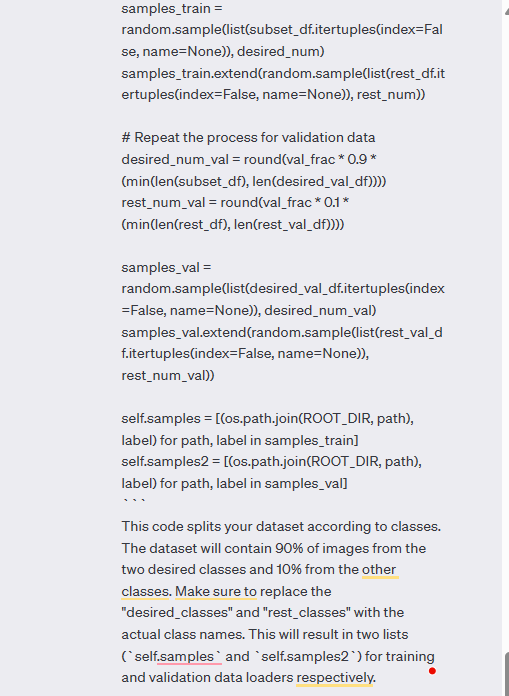 samples_train =
random.sample(list(subset_df.itertuples(index=Fal
se, name=None)), desired_num)
samples_train.extend(random.sample(list(rest_df.it
ertuples(index=False, name=None)), rest_num))
# Repeat the process for validation data
desired_num_val = round(val_frac * 0.9 *
(min(len(subset_df), len(desired_val_df))))
rest_num_val = round(val_frac * 0.1 *
(min(len(rest_df), len(rest_val_df))))
samples_val =
random.sample(list(desired_val_df.itertuples(index
=False, name=None)), desired_num_val)
samples_val.extend(random.sample(list(rest_val_d
f.itertuples(index=False, name=None)),
rest_num_val))
self.samples = [(os.path.join(ROOT_DIR, path),
label) for path, label in samples_train]
self.samples2 = [(os.path.join(ROOT_DIR, path),
label) for path, label in samples_val]
```
This code splits your dataset according to classes.
The dataset will contain 90% of images from the
two desired classes and 10% from the other
classes. Make sure to replace the
"desired_classes" and "rest_classes" with the
actual class names. This will result in two lists
(`self.samples` and `self.samples2`) for training
and validation data loaders respectively.